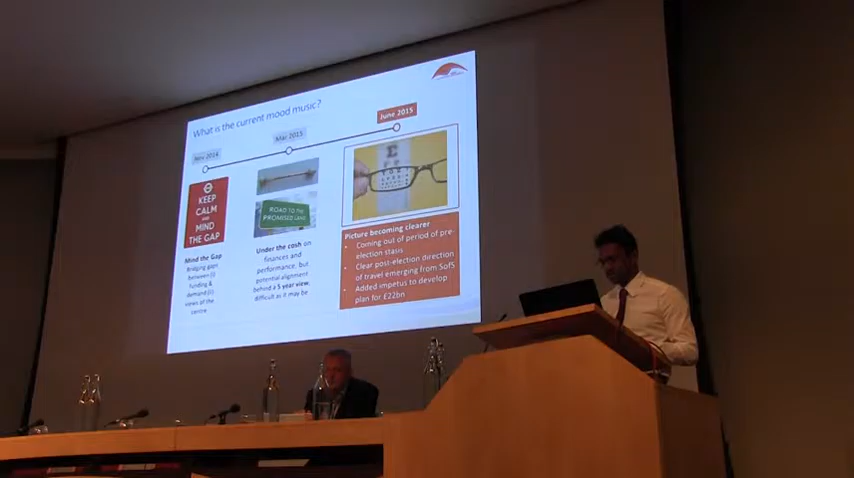 What is the current mood music?
Nov 2014
Mar 2015
June 2015
KEEP
CALM
AND
MIND
THE GAP
ROAD TO THE
PROMISED LAND
Mind the Gap
Bridging gaps
between (i)
funding &
demand (ii)
views of the
centre
Under the cash on
finances and
performance, but
potential alignment
behind a 5 year view,
difficult as it may be
Picture becoming clearer
• Coming out of period of pre-
election stasis
• Clear post-election direction
of travel emerging from SofS
• Added impetus to develop
plan for £22bn